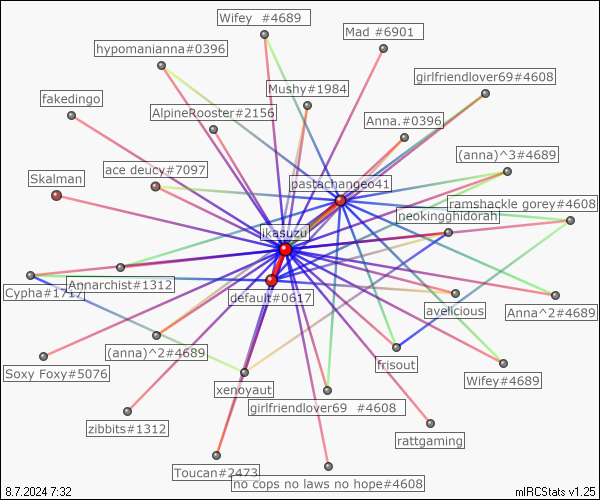 Wifey  #4689
Mad #6901
hypomanianna#0396
girlfriendlover69#4608
Mushy#1984
fakedingo
AlpineRooster#2156
Anna.#0396
(anna)^3#4689
ace deucy#7097
Skalman
pastachangeo41
ramshackle gorey#4608
neokingghidorah
ikasuzu
Cypha#1717
Annarchist#1312
default#0617
avelicious
Anna^2#4689
(anna)^2#4689
frisout
Soxy Foxy#5076
xenoyaut
Wifey#4689
girlfriendlover69  #4608
zibbits#1312
rattgaming
Toucan#2473
no cops no laws no hope#4608
8.7.2024 7:32
mIRCStats v1.25